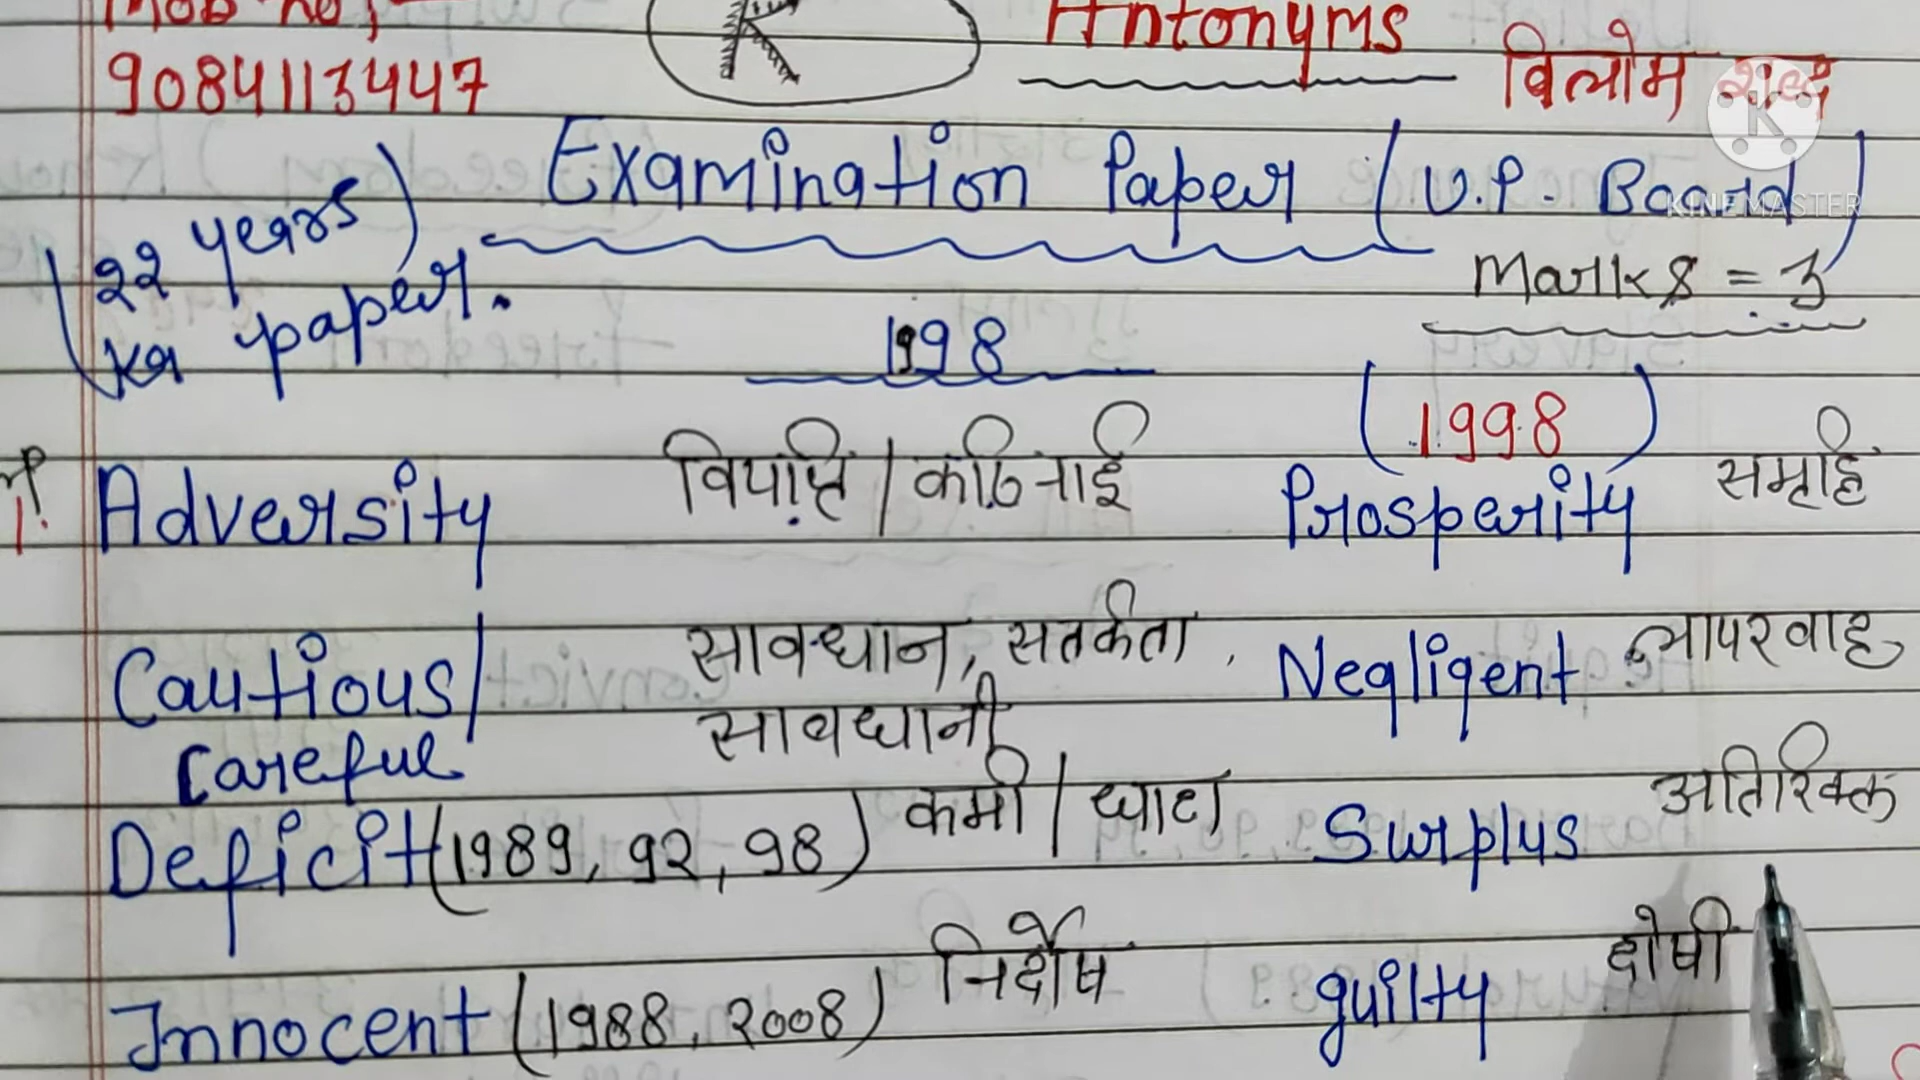 Mob no,
9084113447
K
Antonyms
विलोम शब्द
K
KINEMASTER
Examination Paper (U.P. Board)
(22 years)
ka paper.
Marks = 3
1998
(1998)
1. Adversity विपत्ति / कठिनाई Prosperity समृद्धि
Cautious/ सावधान, सतर्कता, Negligent लापरवाह
Careful सावधानी
Deficit (1989, 92, 98) कमी / घाटा Surplus अतिरिक्त
Innocent (1988, 2008) निर्दोष guilty दोषी